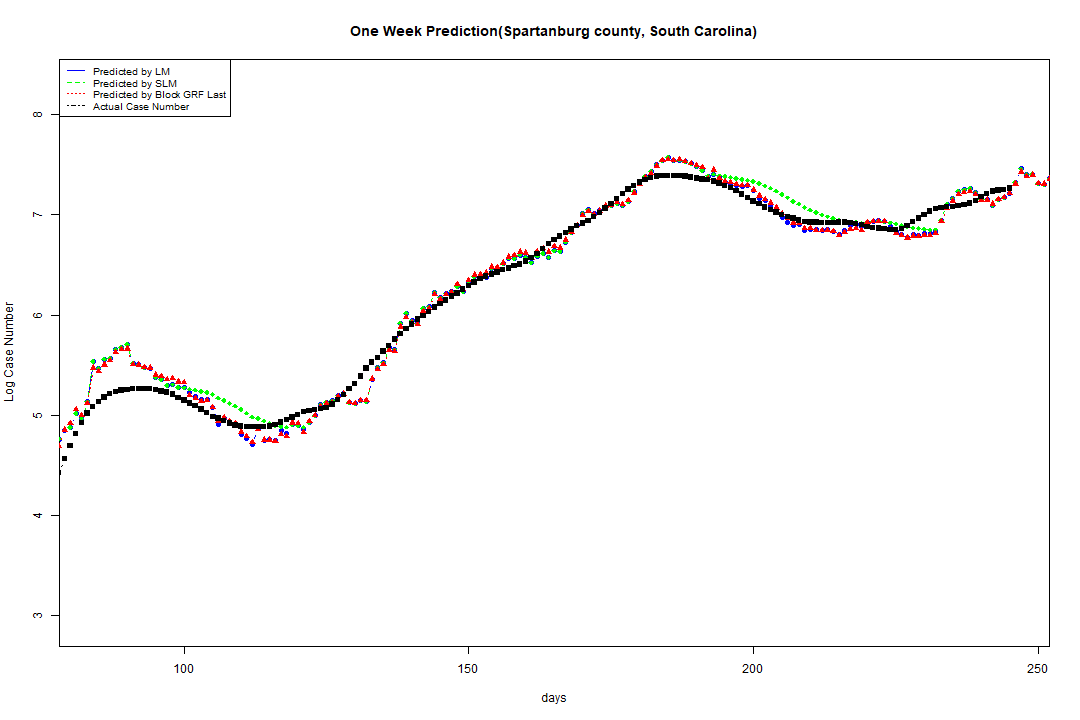 One Week Prediction(Spartanburg county, South Carolina)
Predicted by LM
Predicted by SLM
Predicted by Block GRF Last
Actual Case Number
8
7
6
5
4
3
Log Case Number
100
150
200
250
days